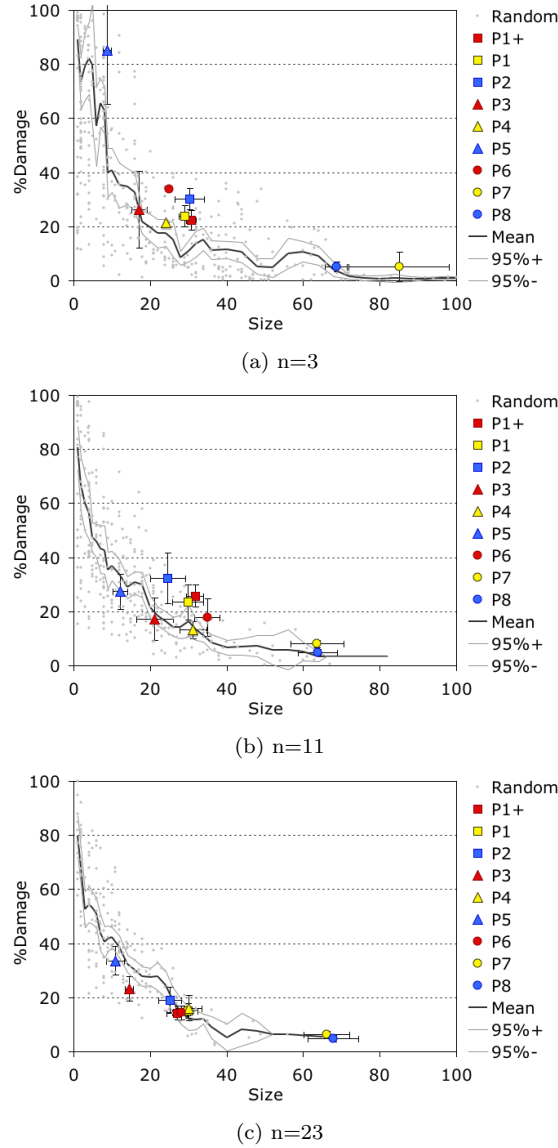 100
80
60
40
20
0
%Damage
0 20 40 60 80 100
Size
Random
P1+
P1
P2
P3
P4
P5
P6
P7
P8
Mean
95%+
95%-
(a) n=3
100
80
60
40
20
0
%Damage
0 20 40 60 80 100
Size
Random
P1+
P1
P2
P3
P4
P5
P6
P7
P8
Mean
95%+
95%-
(b) n=11
100
80
60
40
20
0
%Damage
0 20 40 60 80 100
Size
Random
P1+
P1
P2
P3
P4
P5
P6
P7
P8
Mean
95%+
95%-
(c) n=23